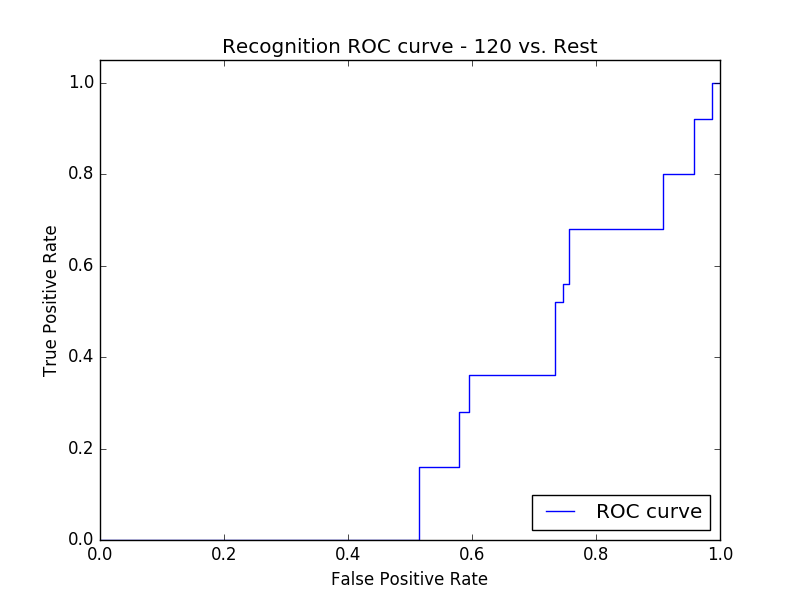 Recognition ROC curve - 120 vs. Rest
1.0
0.8
0.6
0.4
0.2
0.0
True Positive Rate
0.0 0.2 0.4 0.6 0.8 1.0
False Positive Rate
ROC curve